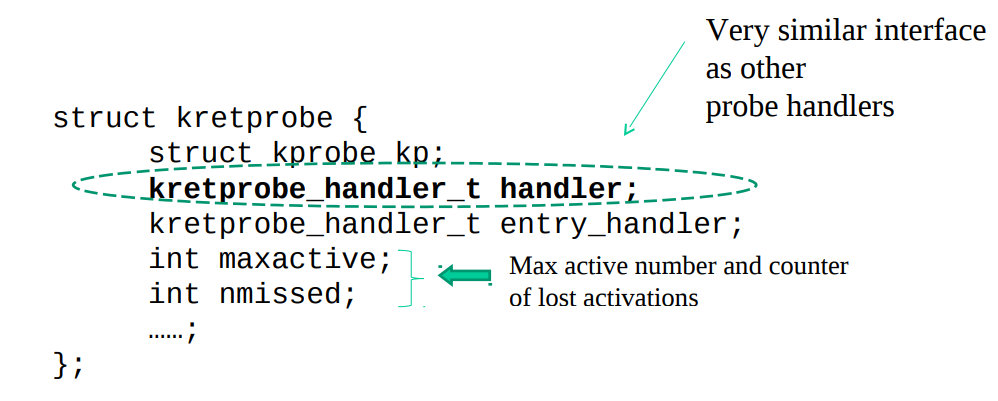 Very similar interface
as other
probe handlers
struct kretprobe {
struct kprobe kp;
kretprobe_handler_t handler;
kretprobe_handler_t entry_handler;
int maxactive;
int nmissed;
……;
};
Max active number and counter
of lost activations